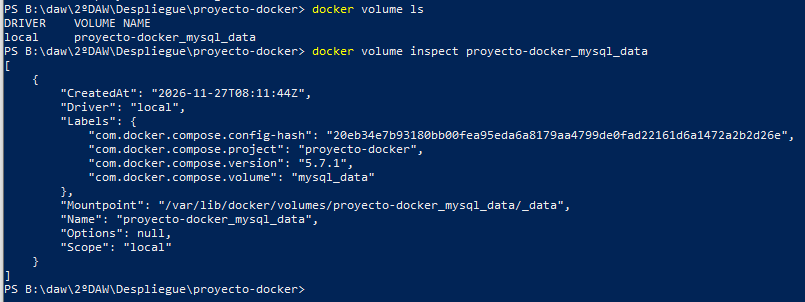 PS B:\daw\2ºDAW\Despliegue\proyecto-docker> docker volume ls
DRIVER    VOLUME NAME
local     proyecto-docker_mysql_data
PS B:\daw\2ºDAW\Despliegue\proyecto-docker> docker volume inspect proyecto-docker_mysql_data
[
    {
        "CreatedAt": "2026-11-27T08:11:44Z",
        "Driver": "local",
        "Labels": {
            "com.docker.compose.config-hash": "20eb34e7b93180bb00fea95eda6a8179aa4799de0fad22161d6a1472a2b2d26e",
            "com.docker.compose.project": "proyecto-docker",
            "com.docker.compose.version": "5.7.1",
            "com.docker.compose.volume": "mysql_data"
        },
        "Mountpoint": "/var/lib/docker/volumes/proyecto-docker_mysql_data/_data",
        "Name": "proyecto-docker_mysql_data",
        "Options": null,
        "Scope": "local"
    }
]
PS B:\daw\2ºDAW\Despliegue\proyecto-docker>